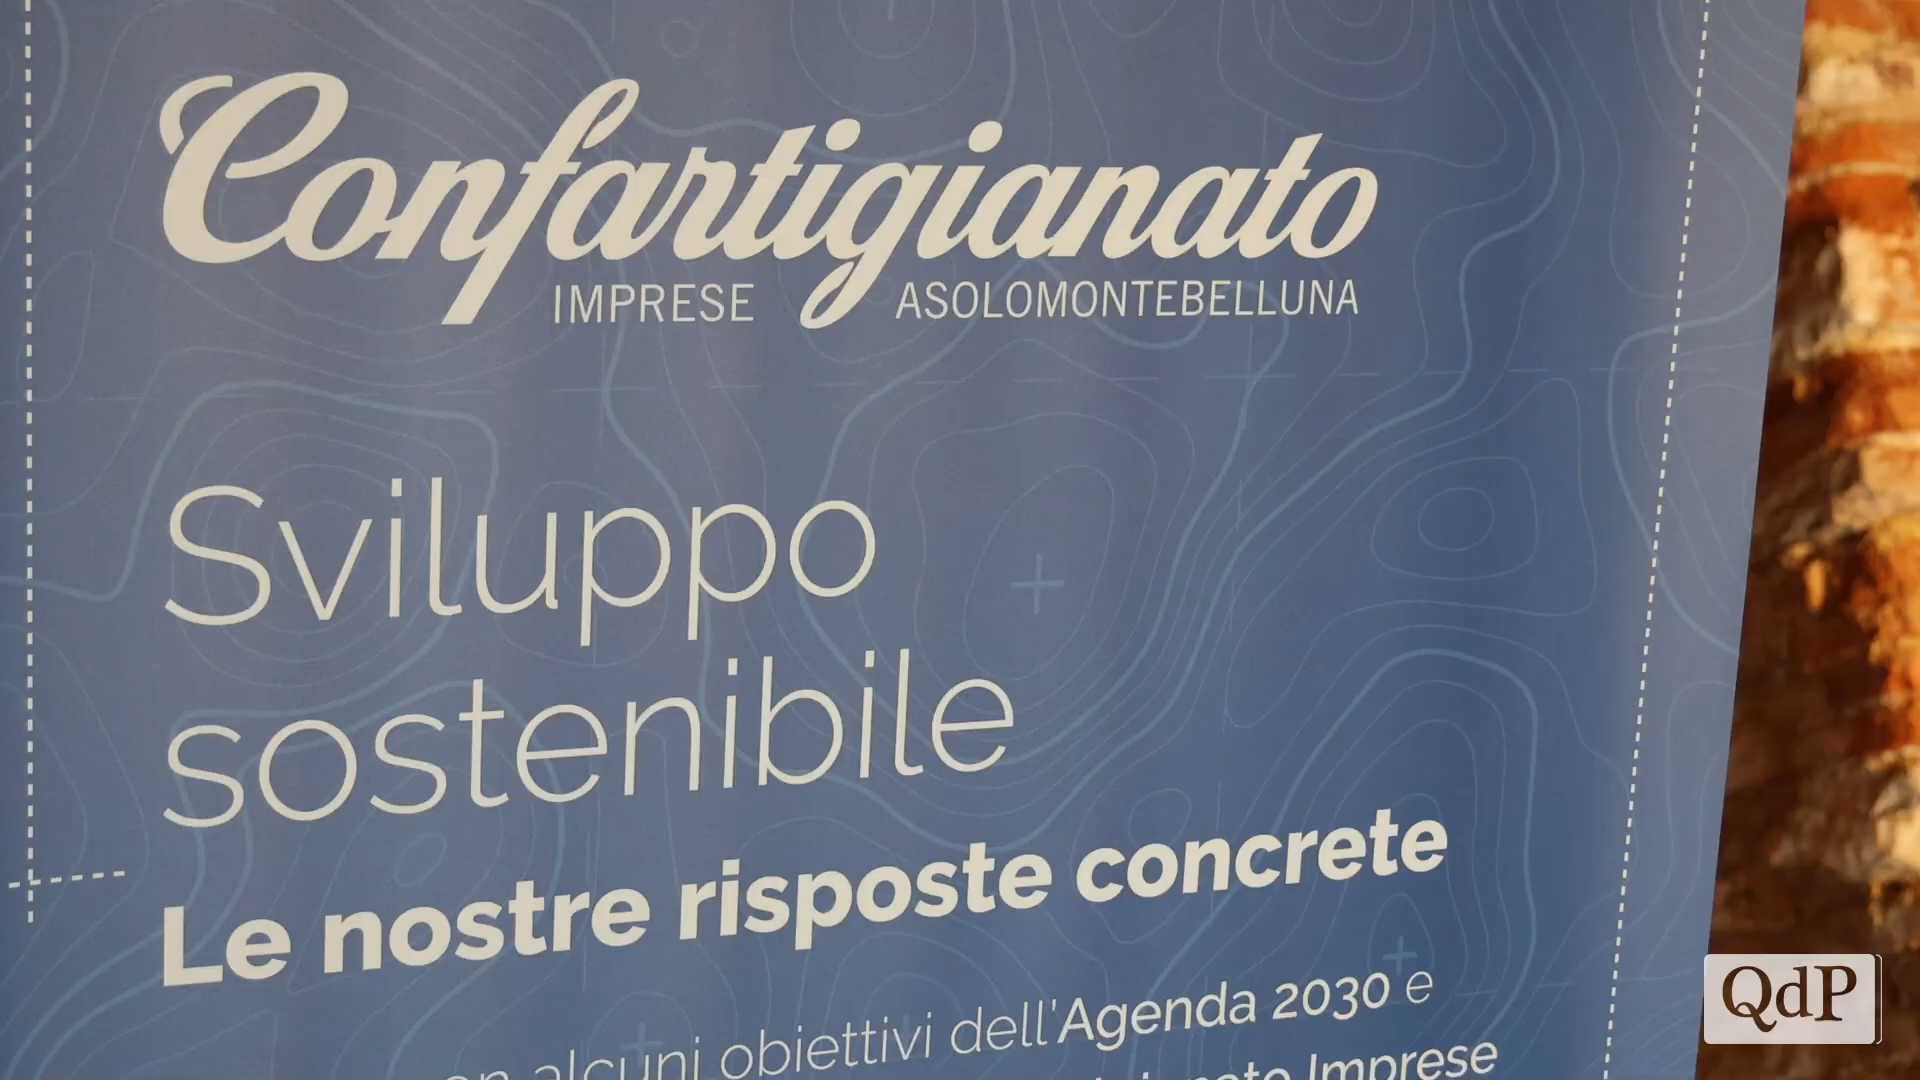 Confartigianato
IMPRESE ASOLOMONTEBELLUNA
Sviluppo
sostenibile
Le nostre risposte concrete
alcuni obiettivi dell'Agenda 2030 e
Imprese
QdP